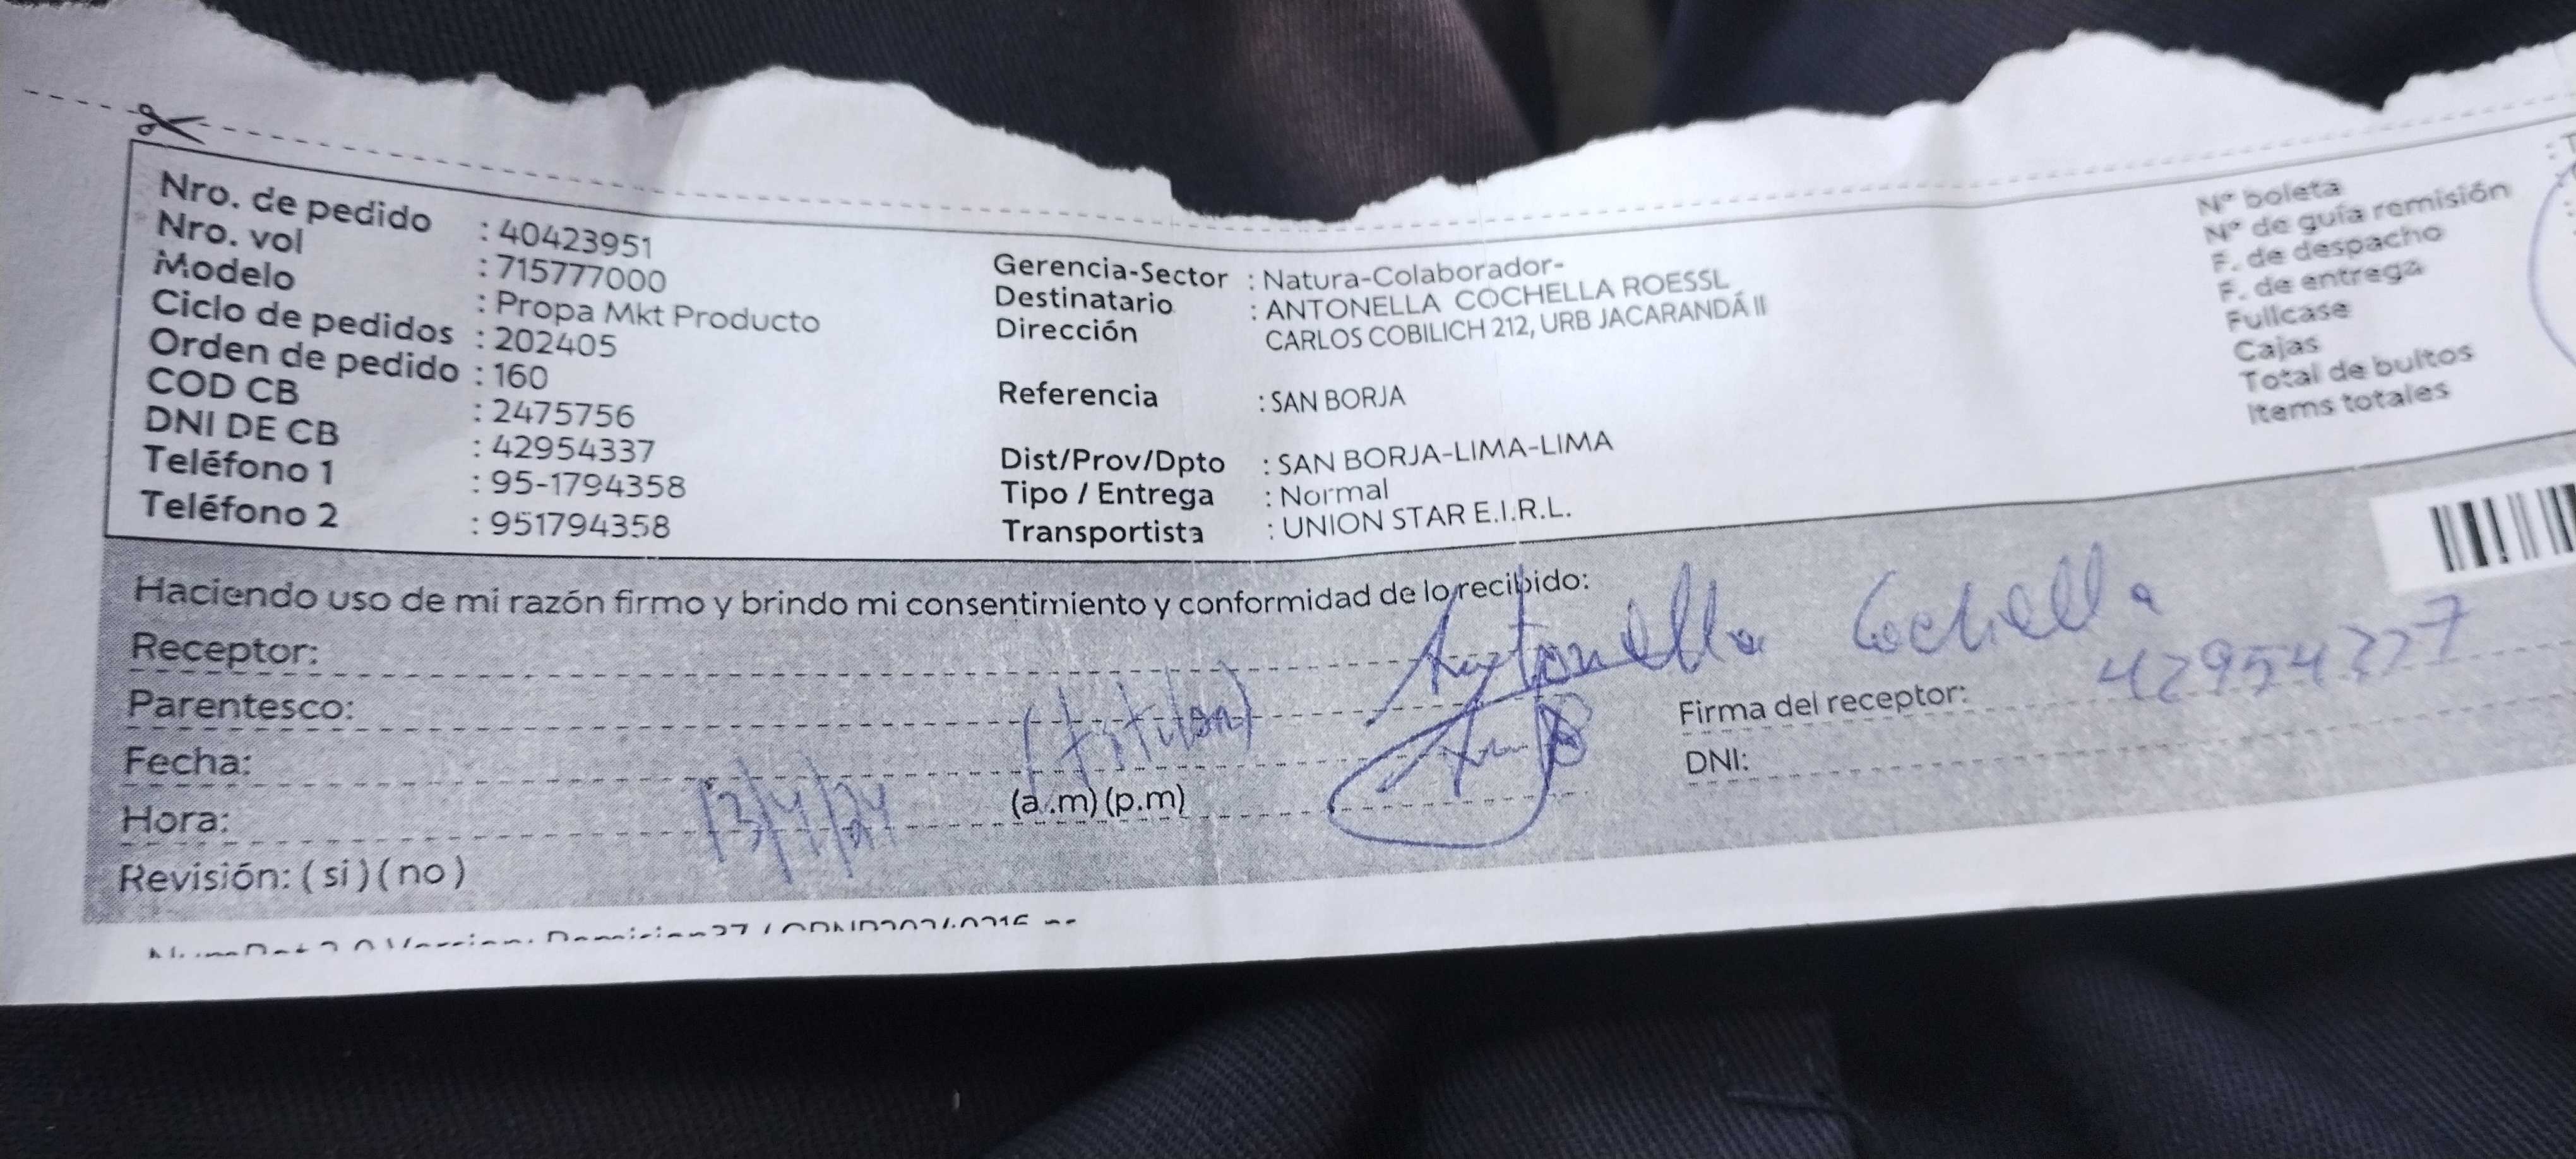 Nro. de pedido : 40423951
Nro. vol : 715777000
Modelo : Propa Mkt Producto
Ciclo de pedidos : 202405
Orden de pedido : 160
COD CB : 2475756
DNI DE CB : 42954337
Teléfono 1 : 95-1794358
Teléfono 2 : 951794358
Gerencia-Sector : Natura-Colaborador-
Destinatario : ANTONELLA COCHELLA ROESSL
Dirección CARLOS COBILICH 212, URB JACARANDÁ II
Referencia : SAN BORJA
Dist/Prov/Dpto : SAN BORJA-LIMA-LIMA
Tipo / Entrega : Normal
Transportista : UNION STAR E.I.R.L.
N° boleta
N° de guía remisión
F. de despacho
F. de entrega
Fullcase
Cajas
Total de bultos
Items totales
Haciendo uso de mi razón firmo y brindo mi consentimiento y conformidad de lo recibido:
Receptor: Antonella Cochella
Parentesco: (titular)
Firma del receptor: 42954337
Fecha: 13/4/24
DNI:
Hora: (a.m) (p.m)
Revisión: ( si ) ( no )